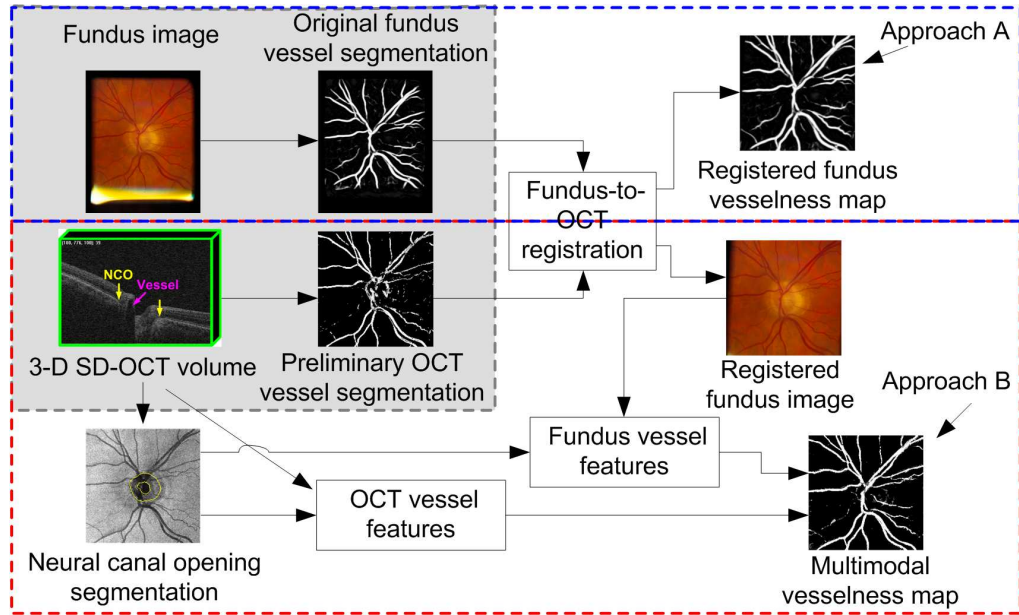 Fundus image
Original fundus
vessel segmentation
Approach A
Registered fundus
vesselness map
Fundus-to-
OCT
registration
NCO
Vessel
3-D SD-OCT volume
Preliminary OCT
vessel segmentation
Registered
fundus image
Approach B
Fundus vessel
features
OCT vessel
features
Neural canal opening
segmentation
Multimodal
vesselness map